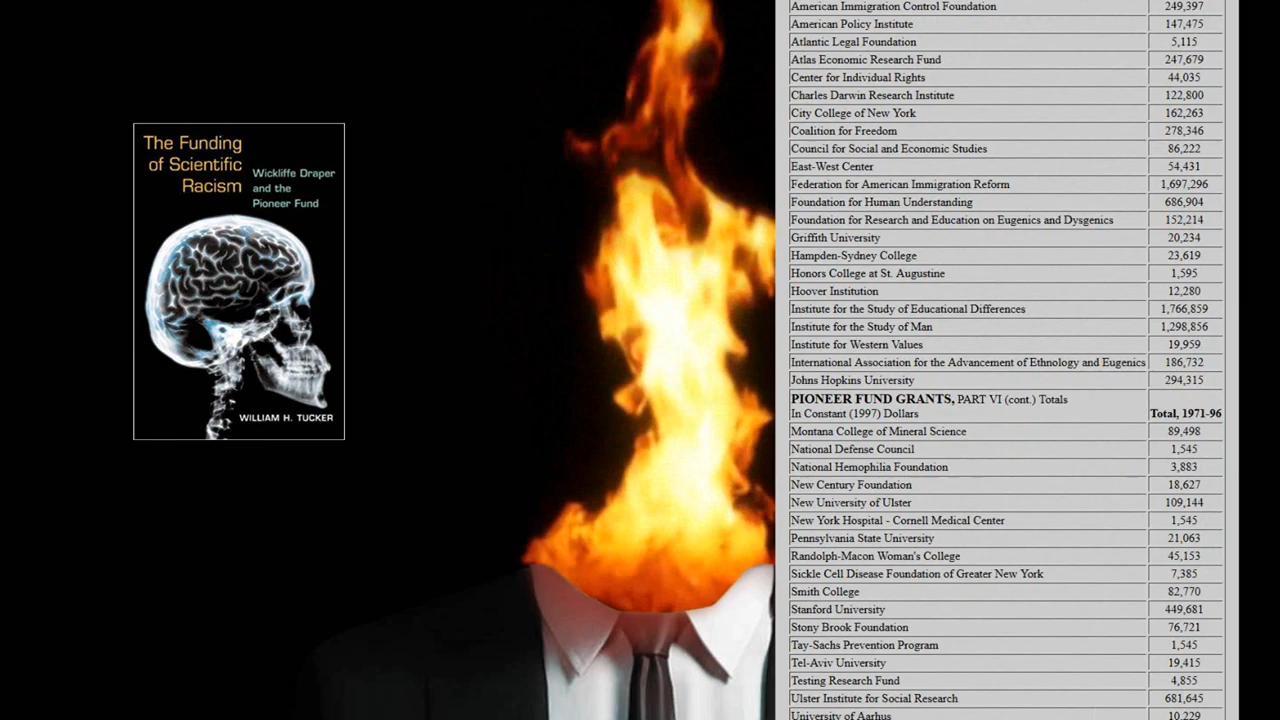 The Funding
of Scientific
Racism
Wickliffe Draper
and the
Pioneer Fund
WILLIAM H. TUCKER
American Immigration Control Foundation 249,397
American Policy Institute 147,475
Atlantic Legal Foundation 5,115
Atlas Economic Research Fund 247,679
Center for Individual Rights 44,035
Charles Darwin Research Institute 122,800
City College of New York 162,263
Coalition for Freedom 278,346
Council for Social and Economic Studies 86,222
East-West Center 54,431
Federation for American Immigration Reform 1,697,296
Foundation for Human Understanding 686,904
Foundation for Research and Education on Eugenics and Dysgenics 152,214
Griffith University 20,234
Hampden-Sydney College 23,619
Honors College at St. Augustine 1,595
Hoover Institution 12,280
Institute for the Study of Educational Differences 1,766,859
Institute for the Study of Man 1,298,856
Institute for Western Values 19,959
International Association for the Advancement of Ethnology and Eugenics 186,732
Johns Hopkins University 294,315
PIONEER FUND GRANTS, PART VI (cont.) Totals
In Constant (1997) Dollars Total, 1971-96
Montana College of Mineral Science 89,498
National Defense Council 1,545
National Hemophilia Foundation 3,883
New Century Foundation 18,627
New University of Ulster 109,144
New York Hospital - Cornell Medical Center 1,545
Pennsylvania State University 21,063
Randolph-Macon Woman's College 45,153
Sickle Cell Disease Foundation of Greater New York 7,385
Smith College 82,770
Stanford University 449,681
Stony Brook Foundation 76,721
Tay-Sachs Prevention Program 1,545
Tel-Aviv University 19,415
Testing Research Fund 4,855
Ulster Institute for Social Research 681,645
University of Aarhus 10,229